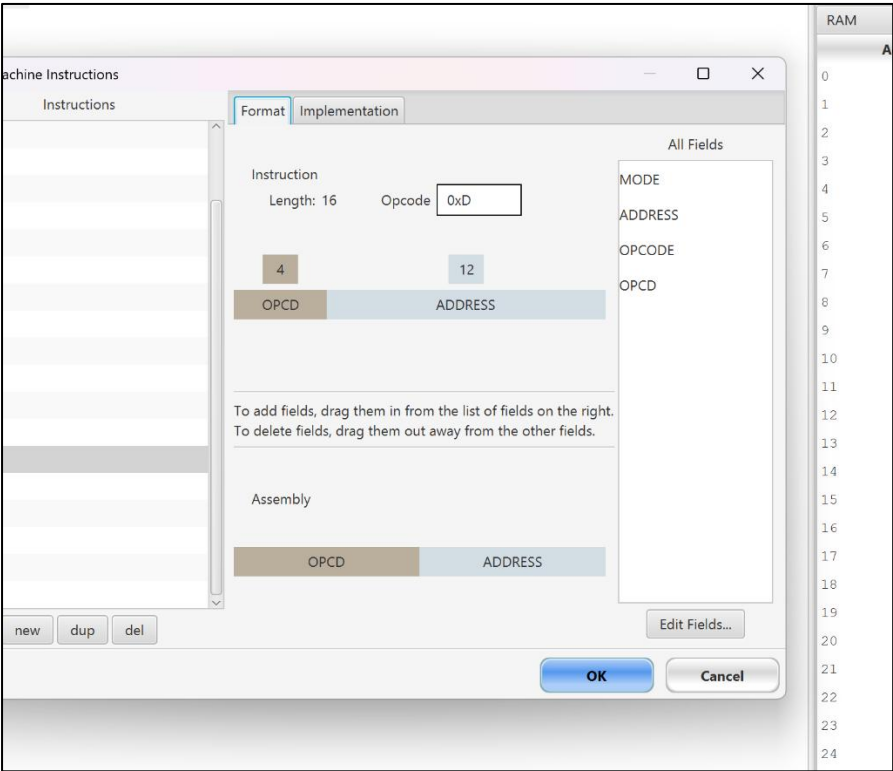 RAM
A
achine Instructions
Instructions
Format Implementation
All Fields
Instruction
Length: 16 Opcode 0xD
MODE
ADDRESS
OPCODE
OPCD
4 12
OPCD ADDRESS
To add fields, drag them in from the list of fields on the right.
To delete fields, drag them out away from the other fields.
Assembly
OPCD ADDRESS
new dup del
Edit Fields...
OK Cancel
0
1
2
3
4
5
6
7
8
9
10
11
12
13
14
15
16
17
18
19
20
21
22
23
24